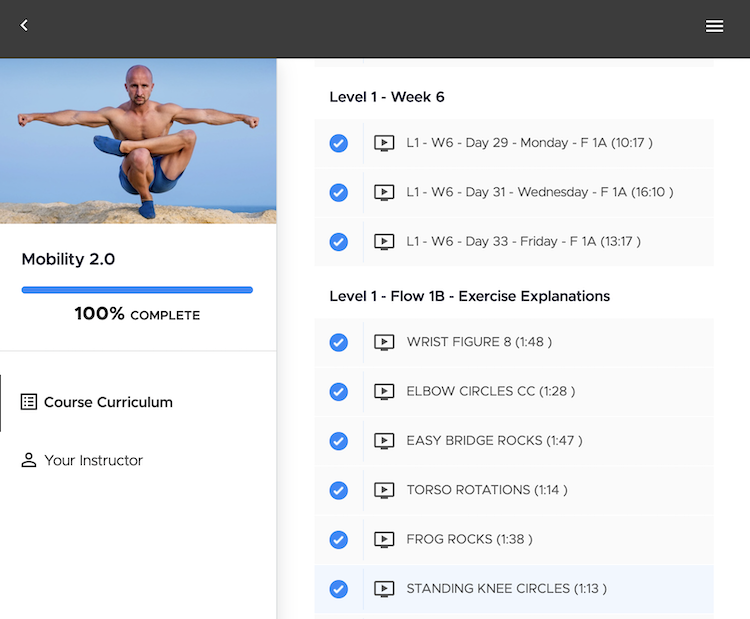 Mobility 2.0
100% COMPLETE
Course Curriculum
Your Instructor
Level 1 - Week 6
L1 - W6 - Day 29 - Monday - F 1A (10:17 )
L1 - W6 - Day 31 - Wednesday - F 1A (16:10 )
L1 - W6 - Day 33 - Friday - F 1A (13:17 )
Level 1 - Flow 1B - Exercise Explanations
WRIST FIGURE 8 (1:48 )
ELBOW CIRCLES CC (1:28 )
EASY BRIDGE ROCKS (1:47 )
TORSO ROTATIONS (1:14 )
FROG ROCKS (1:38 )
STANDING KNEE CIRCLES (1:13 )